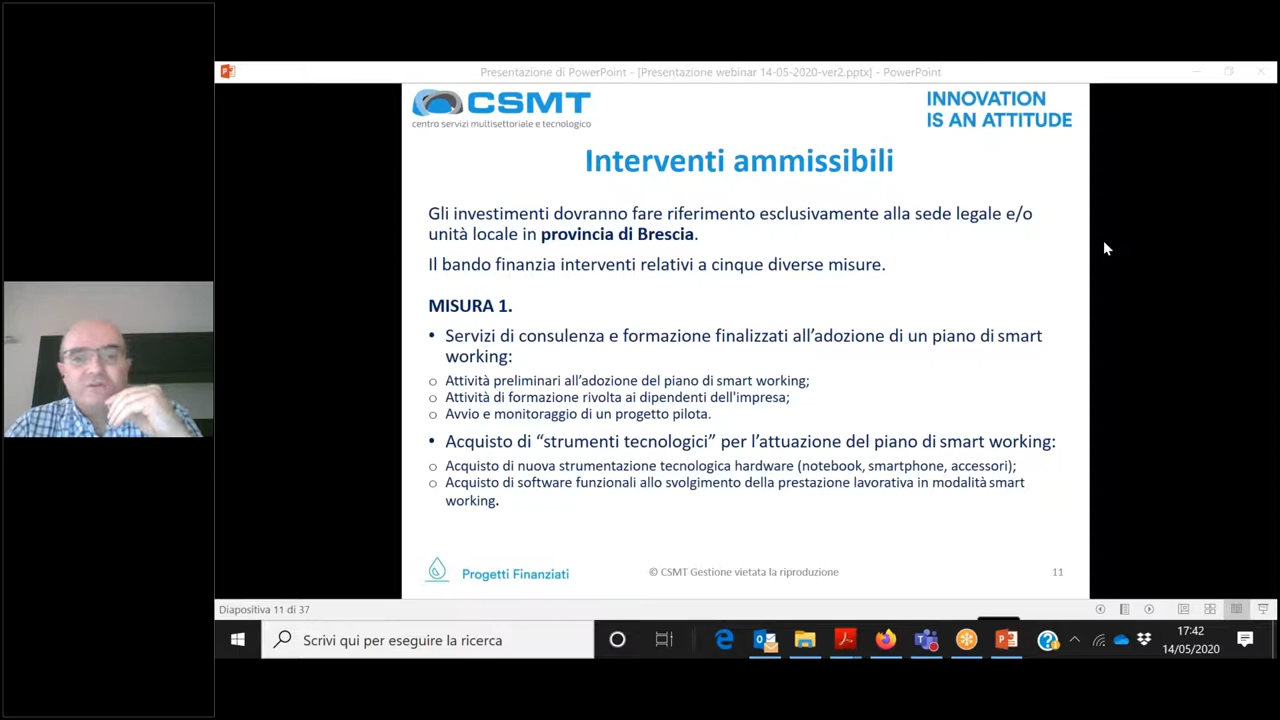 Presentazione di PowerPoint - [Presentazione webinar 14-05-2020-ver2.pptx] - PowerPoint
CSMT
centro servizi multisettoriale e tecnologico
INNOVATION
IS AN ATTITUDE
Interventi ammissibili
Gli investimenti dovranno fare riferimento esclusivamente alla sede legale e/o
unità locale in provincia di Brescia.
Il bando finanzia interventi relativi a cinque diverse misure.
MISURA 1.
• Servizi di consulenza e formazione finalizzati all’adozione di un piano di smart
working:
o Attività preliminari all’adozione del piano di smart working;
o Attività di formazione rivolta ai dipendenti dell'impresa;
o Avvio e monitoraggio di un progetto pilota.
• Acquisto di “strumenti tecnologici” per l’attuazione del piano di smart working:
o Acquisto di nuova strumentazione tecnologica hardware (notebook, smartphone, accessori);
o Acquisto di software funzionali allo svolgimento della prestazione lavorativa in modalità smart
working.
Progetti Finanziati
© CSMT Gestione vietata la riproduzione
11
Diapositiva 11 di 37
Scrivi qui per eseguire la ricerca
17:42
14/05/2020